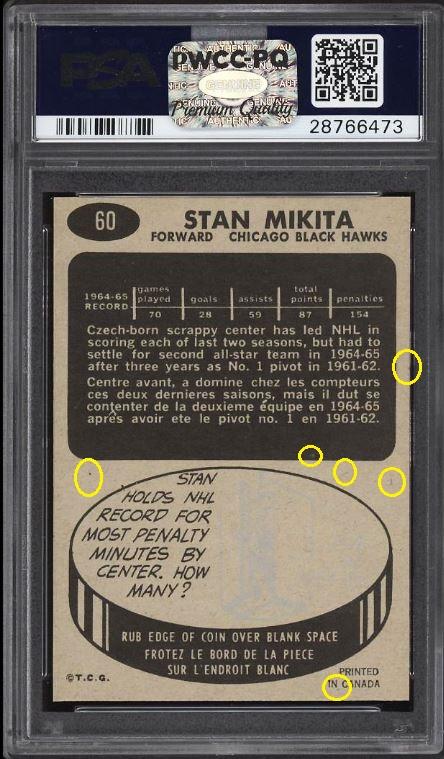 PSA
PWCC-PQ
GENUINE
Premium Quality
28766473
60
STAN MIKITA
FORWARD CHICAGO BLACK HAWKS
1964-65 RECORD
games played goals assists total points penalties
70 28 59 87 154
Czech-born scrappy center has led NHL in
scoring each of last two seasons, but had to
settle for second all-star team in 1964-65
after three years as No. 1 pivot in 1961-62.
Centre avant, a domine chez les compteurs
ces deux dernieres saisons, mais il dut se
contenter de la deuxieme équipe en 1964-65
après avoir ete le pivot no. 1 en 1961-62.
STAN
HOLDS NHL
RECORD FOR
MOST PENALTY
MINUTES BY
CENTER. HOW
MANY?
RUB EDGE OF COIN OVER BLANK SPACE
FROTEZ LE BORD DE LA PIECE
SUR L'ENDROIT BLANC
©T.C.G.
PRINTED
IN CANADA